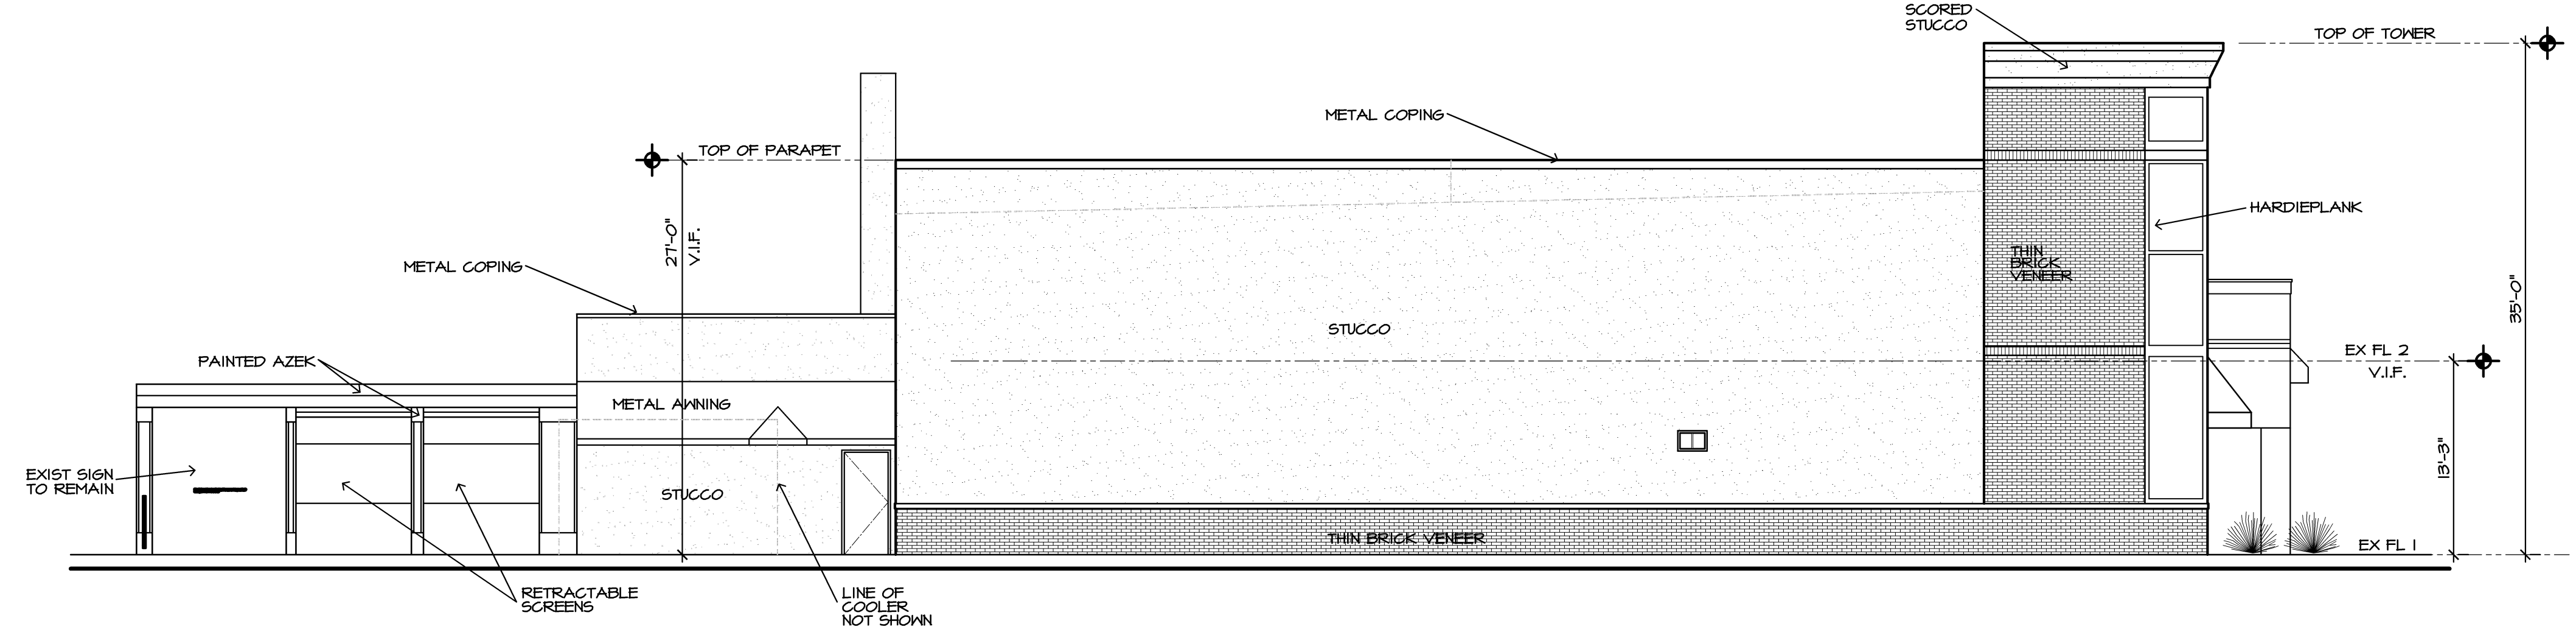 SCORED
STUCCO
TOP OF TOWER
METAL COPING
TOP OF PARAPET
27'-0"
V.I.F.
HARDIEPLANK
THIN
BRICK
VENEER
METAL COPING
35'-0"
STUCCO
EX FL 2
V.I.F.
PAINTED AZEK
METAL AWNING
13'-3"
EXIST SIGN
TO REMAIN
STUCCO
THIN BRICK VENEER
EX FL 1
RETRACTABLE
SCREENS
LINE OF
COOLER
NOT SHOWN